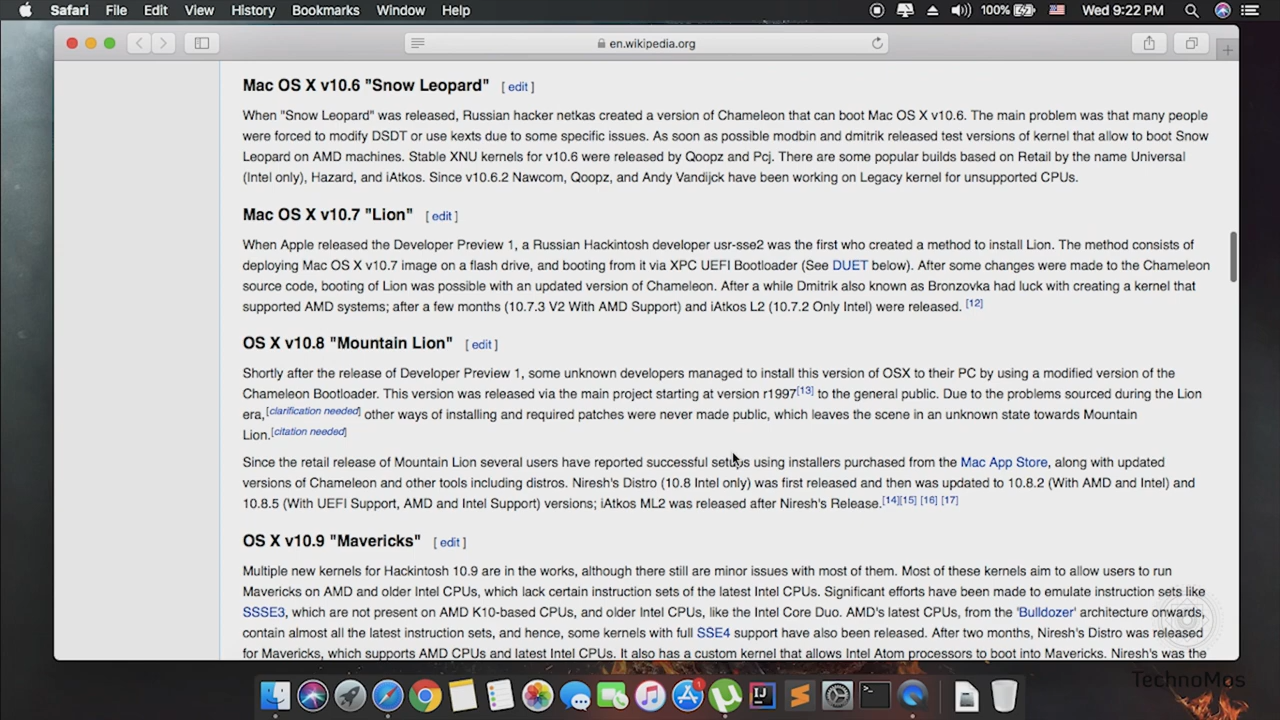 Safari File Edit View History Bookmarks Window Help 100% Wed 9:22 PM
en.wikipedia.org
Mac OS X v10.6 "Snow Leopard" [ edit ]
When "Snow Leopard" was released, Russian hacker netkas created a version of Chameleon that can boot Mac OS X v10.6. The main problem was that many people
were forced to modify DSDT or use kexts due to some specific issues. As soon as possible modbin and dmitrik released test versions of kernel that allow to boot Snow
Leopard on AMD machines. Stable XNU kernels for v10.6 were released by Qoopz and Pcj. There are some popular builds based on Retail by the name Universal
(Intel only), Hazard, and iAtkos. Since v10.6.2 Nawcom, Qoopz, and Andy Vandijck have been working on Legacy kernel for unsupported CPUs.
Mac OS X v10.7 "Lion" [ edit ]
When Apple released the Developer Preview 1, a Russian Hackintosh developer usr-sse2 was the first who created a method to install Lion. The method consists of
deploying Mac OS X v10.7 image on a flash drive, and booting from it via XPC UEFI Bootloader (See DUET below). After some changes were made to the Chameleon
source code, booting of Lion was possible with an updated version of Chameleon. After a while Dmitrik also known as Bronzovka had luck with creating a kernel that
supported AMD systems; after a few months (10.7.3 V2 With AMD Support) and iAtkos L2 (10.7.2 Only Intel) were released. [12]
OS X v10.8 "Mountain Lion" [ edit ]
Shortly after the release of Developer Preview 1, some unknown developers managed to install this version of OSX to their PC by using a modified version of the
Chameleon Bootloader. This version was released via the main project starting at version r1997[13] to the general public. Due to the problems sourced during the Lion
era,[clarification needed] other ways of installing and required patches were never made public, which leaves the scene in an unknown state towards Mountain
Lion.[citation needed]
Since the retail release of Mountain Lion several users have reported successful setups using installers purchased from the Mac App Store, along with updated
versions of Chameleon and other tools including distros. Niresh's Distro (10.8 Intel only) was first released and then was updated to 10.8.2 (With AMD and Intel) and
10.8.5 (With UEFI Support, AMD and Intel Support) versions; iAtkos ML2 was released after Niresh's Release.[14][15] [16] [17]
OS X v10.9 "Mavericks" [ edit ]
Multiple new kernels for Hackintosh 10.9 are in the works, although there still are minor issues with most of them. Most of these kernels aim to allow users to run
Mavericks on AMD and older Intel CPUs, which lack certain instruction sets of the latest Intel CPUs. Significant efforts have been made to emulate instruction sets like
SSSE3, which are not present on AMD K10-based CPUs, and older Intel CPUs, like the Intel Core Duo. AMD's latest CPUs, from the 'Bulldozer' architecture onwards,
contain almost all the latest instruction sets, and hence, some kernels with full SSE4 support have also been released. After two months, Niresh's Distro was released
for Mavericks, which supports AMD CPUs and latest Intel CPUs. It also has a custom kernel that allows Intel Atom processors to boot into Mavericks. Niresh's was the
TechnoMos